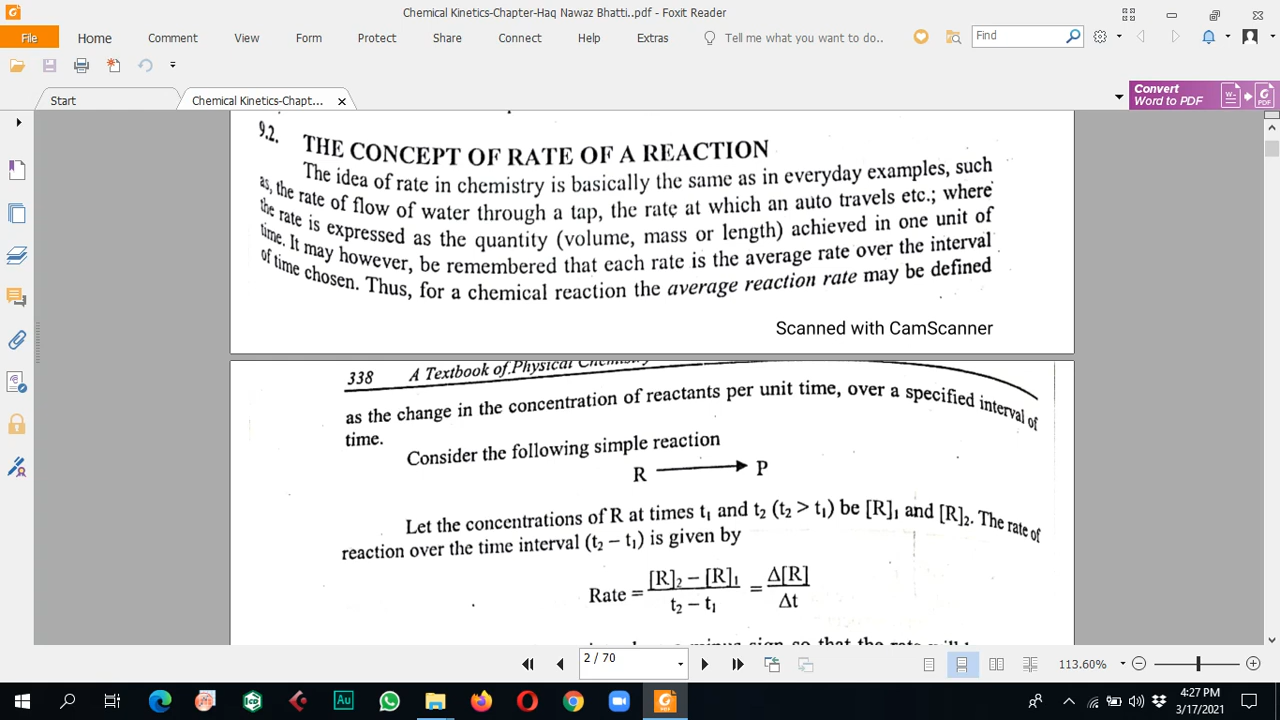 Chemical Kinetics-Chapter-Haq Nawaz Bhatti..pdf - Foxit Reader
File Home Comment View Form Protect Share Connect Help Extras Tell me what you want to do.. Find
Start Chemical Kinetics-Chapt... Convert
Word to PDF
9.2. THE CONCEPT OF RATE OF A REACTION
The idea of rate in chemistry is basically the same as in everyday examples, such
as, the rate of flow of water through a tap, the rate at which an auto travels etc.; where
the rate is expressed as the quantity (volume, mass or length) achieved in one unit of
time. It may however, be remembered that each rate is the average rate over the interval
of time chosen. Thus, for a chemical reaction the average reaction rate may be defined
Scanned with CamScanner
338 A Textbook of Physical Chemistry
as the change in the concentration of reactants per unit time, over a specified interval of
time.
Consider the following simple reaction
R ⟶ P
Let the concentrations of R at times t₁ and t₂ (t₂ > t₁) be [R]₁ and [R]₂. The rate of
reaction over the time interval (t₂ – t₁) is given by
Rate = [R]₂ – [R]₁ / t₂ – t₁ = Δ[R] / Δt
minus sign so that the rate will
2 / 70 113.60%
Au
4:27 PM
3/17/2021